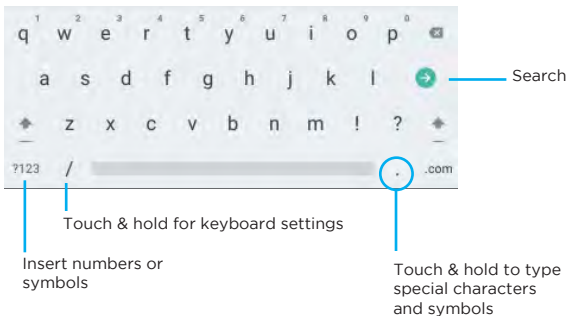 1 2 3 4 5 6 7 8 9 0
q w e r t y u i o p
a s d f g h j k l
Search
z x c v b n m ! ?
?123 / . .com
Touch & hold for keyboard settings
Insert numbers or
symbols
Touch & hold to type
special characters
and symbols